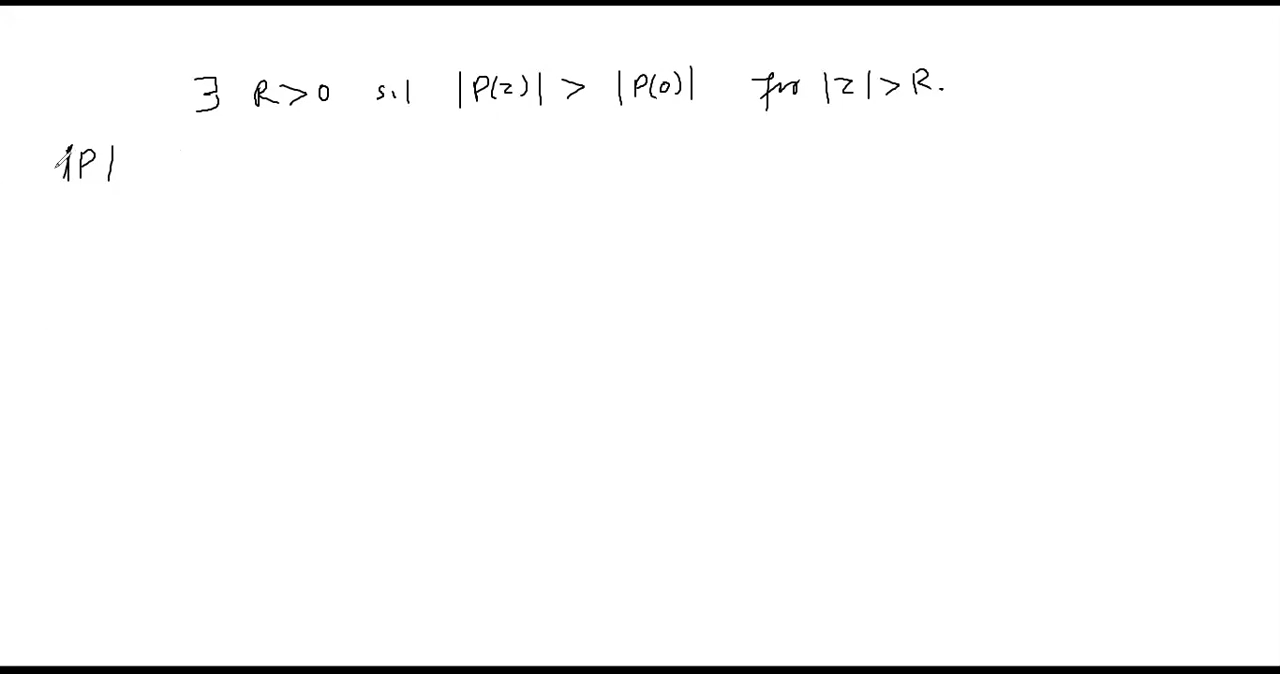 ∃ R>0 s.t |P(z)| > |P(0)| for |z|>R.
|P|